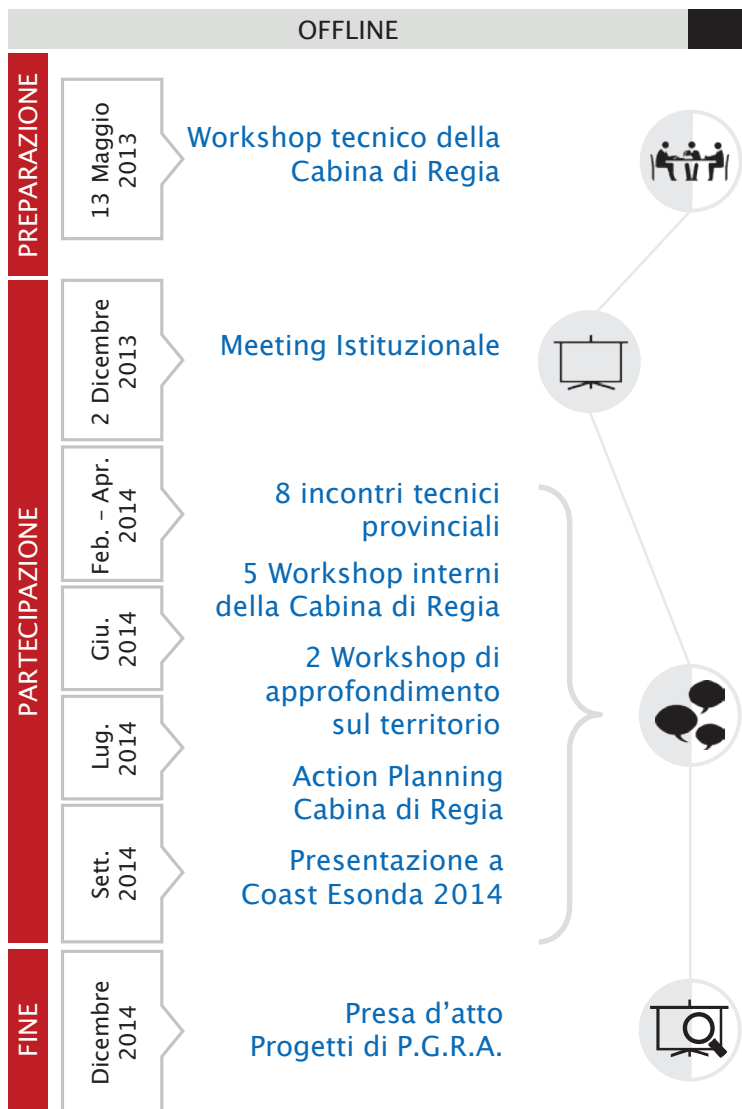 OFFLINE
PREPARAZIONE
13 Maggio
2013
Workshop tecnico della
Cabina di Regia
PARTECIPAZIONE
2 Dicembre
2013
Meeting Istituzionale
Feb. – Apr.
2014
8 incontri tecnici
provinciali
5 Workshop interni
della Cabina di Regia
Giu.
2014
2 Workshop di
approfondimento
sul territorio
Lug.
2014
Action Planning
Cabina di Regia
Sett.
2014
Presentazione a
Coast Esonda 2014
FINE
Dicembre
2014
Presa d’atto
Progetti di P.G.R.A.